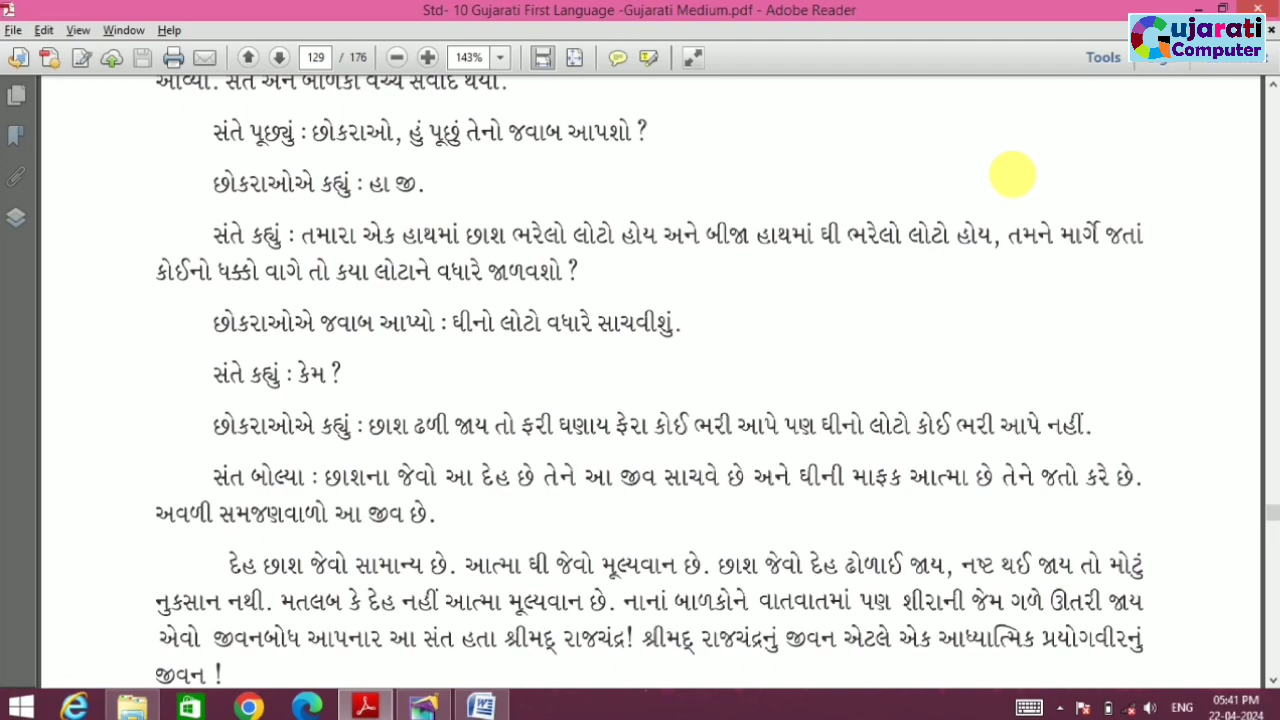 Std- 10 Gujarati First Language -Gujarati Medium.pdf - Adobe Reader
Gujarati
Computer
File Edit View Window Help
129 / 176 143% Tools
આવ્યા. સંત અને બાળકો વચ્ચે સંવાદ થયો.
સંતે પૂછ્યું : છોકરાઓ, હું પૂછું તેનો જવાબ આપશો ?
છોકરાઓએ કહ્યું : હા જી.
સંતે કહ્યું : તમારા એક હાથમાં છાશ ભરેલો લોટો હોય અને બીજા હાથમાં ઘી ભરેલો લોટો હોય, તમને માર્ગે જતાં
કોઈનો ધક્કો વાગે તો કયા લોટાને વધારે જાળવશો ?
છોકરાઓએ જવાબ આપ્યો : ઘીનો લોટો વધારે સાચવીશું.
સંતે કહ્યું : કેમ ?
છોકરાઓએ કહ્યું : છાશ ઢળી જાય તો ફરી ઘણાય ફેરા કોઈ ભરી આપે પણ ઘીનો લોટો કોઈ ભરી આપે નહીં.
સંત બોલ્યા : છાશના જેવો આ દેહ છે તેને આ જીવ સાચવે છે અને ઘીની માફક આત્મા છે તેને જતો કરે છે.
અવળી સમજણવાળો આ જીવ છે.
દેહ છાશ જેવો સામાન્ય છે. આત્મા ઘી જેવો મૂલ્યવાન છે. છાશ જેવો દેહ ઢોળાઈ જાય, નષ્ટ થઈ જાય તો મોટું
નુકસાન નથી. મતલબ કે દેહ નહીં આત્મા મૂલ્યવાન છે. નાનાં બાળકોને વાતવાતમાં પણ શીરાની જેમ ગળે ઊતરી જાય
એવો જીવનબોધ આપનાર આ સંત હતા શ્રીમદ્ રાજચંદ્ર! શ્રીમદ્ રાજચંદ્રનું જીવન એટલે એક આધ્યાત્મિક પ્રયોગવીરનું
જીવન !
ENG
05:41 PM
22-04-2024